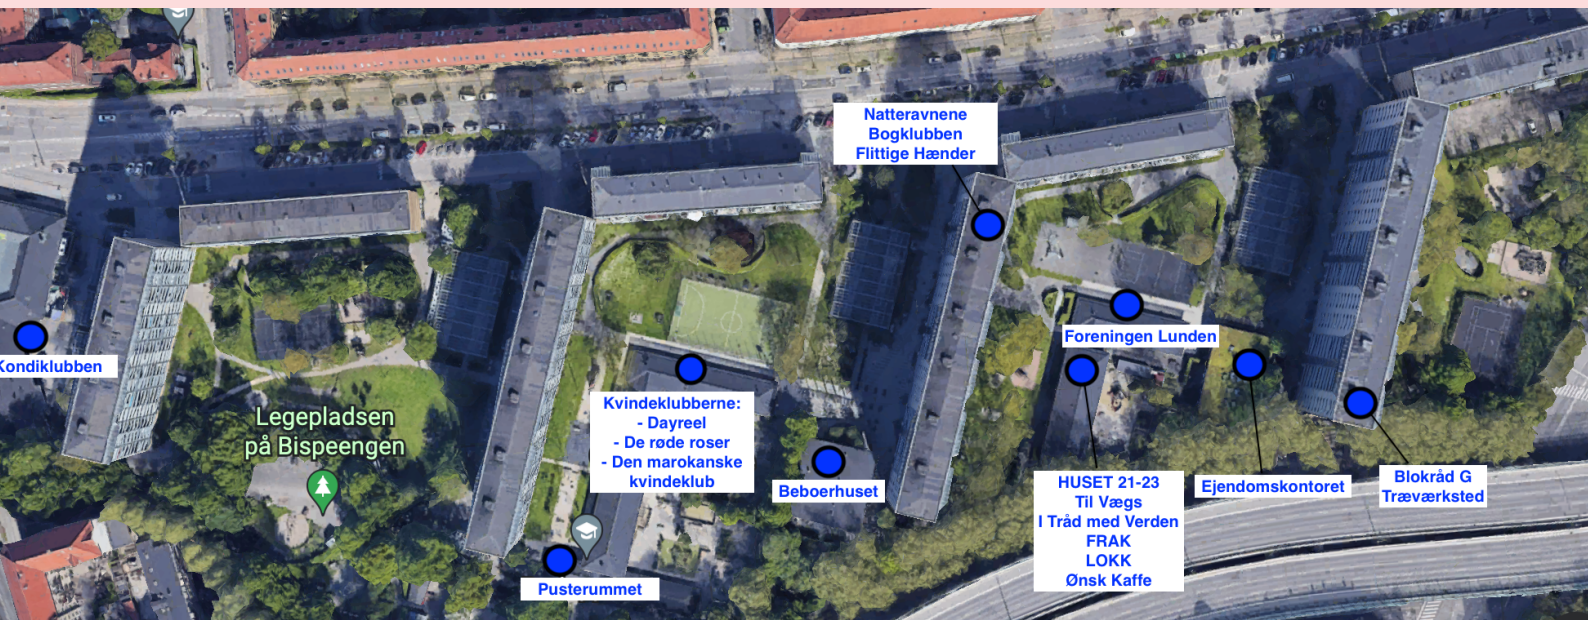 Natteravnene
Bogklubben
Flittige Hænder
Foreningen Lunden
Kondiklubben
Kvindeklubberne:
- Dayreel
- De røde roser
- Den marokanske
kvindeklub
Legepladsen
på Bispeengen
Beboerhuset
HUSET 21-23
Til Vægs
I Tråd med Verden
FRAK
LOKK
Ønsk Kaffe
Ejendomskontoret
Blokråd G
Træværksted
Pusterummet